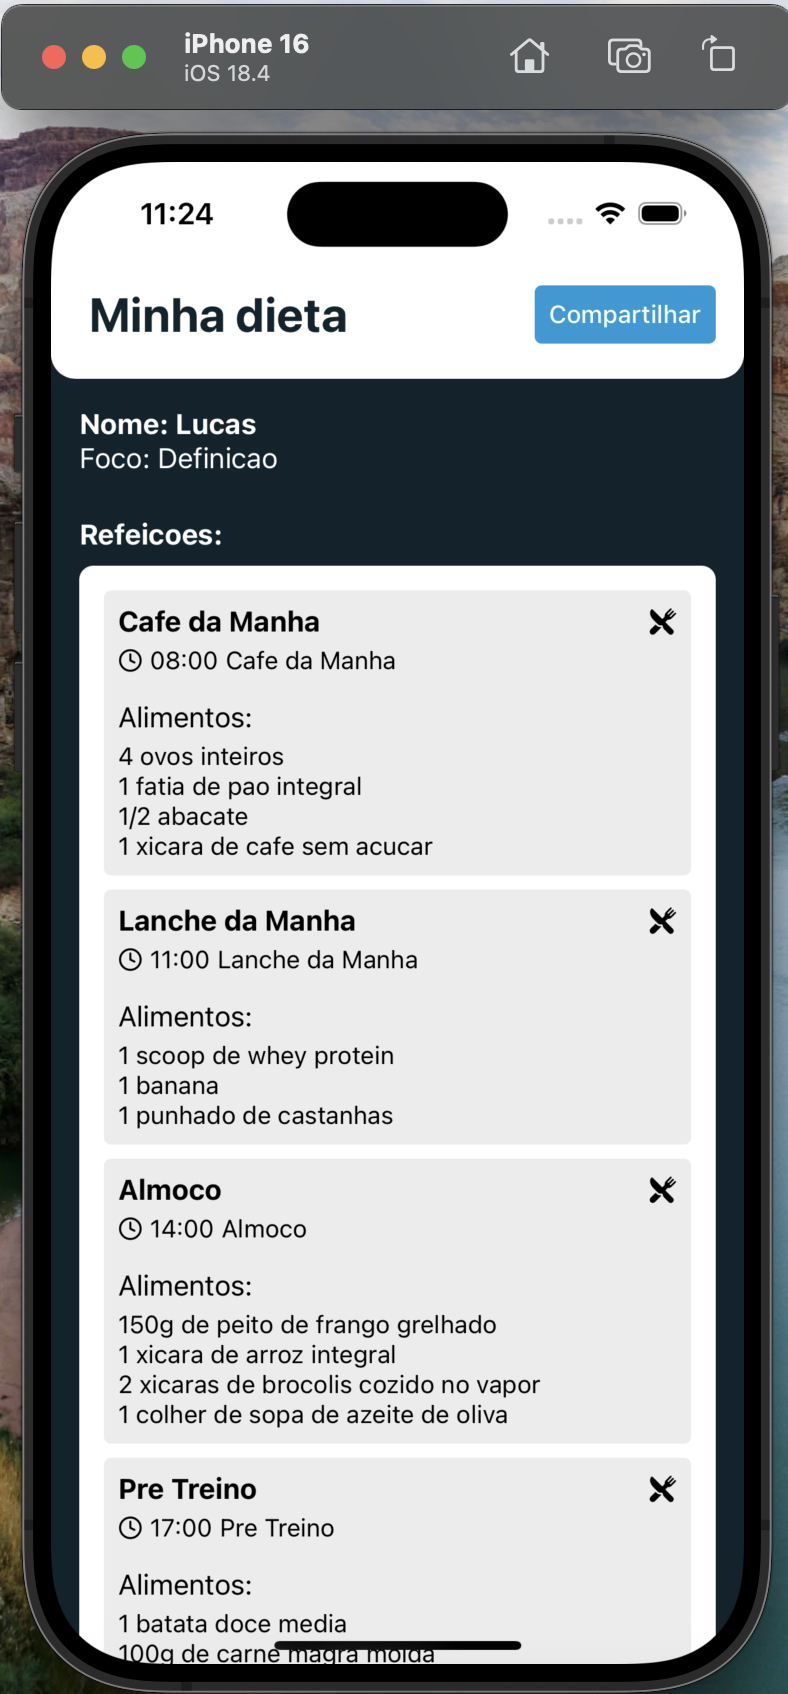 iPhone 16
iOS 18.4
11:24
Minha dieta
Compartilhar
Nome: Lucas
Foco: Definicao
Refeicoes:
Cafe da Manha
08:00 Cafe da Manha
Alimentos:
4 ovos inteiros
1 fatia de pao integral
1/2 abacate
1 xicara de cafe sem acucar
Lanche da Manha
11:00 Lanche da Manha
Alimentos:
1 scoop de whey protein
1 banana
1 punhado de castanhas
Almoco
14:00 Almoco
Alimentos:
150g de peito de frango grelhado
1 xicara de arroz integral
2 xicaras de brocolis cozido no vapor
1 colher de sopa de azeite de oliva
Pre Treino
17:00 Pre Treino
Alimentos:
1 batata doce media
100g de carne magra moida